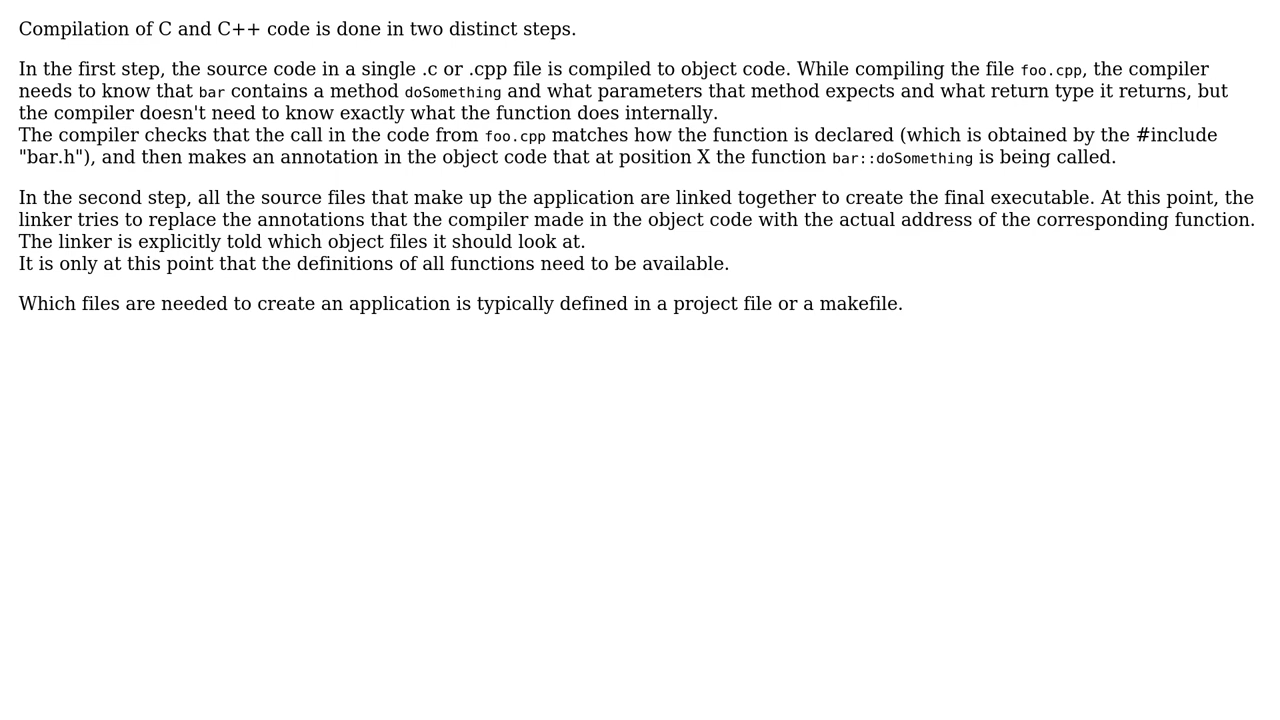 Compilation of C and C++ code is done in two distinct steps.
In the first step, the source code in a single .c or .cpp file is compiled to object code. While compiling the file foo.cpp, the compiler
needs to know that bar contains a method doSomething and what parameters that method expects and what return type it returns, but
the compiler doesn't need to know exactly what the function does internally.
The compiler checks that the call in the code from foo.cpp matches how the function is declared (which is obtained by the #include
"bar.h"), and then makes an annotation in the object code that at position X the function bar::doSomething is being called.
In the second step, all the source files that make up the application are linked together to create the final executable. At this point, the
linker tries to replace the annotations that the compiler made in the object code with the actual address of the corresponding function.
The linker is explicitly told which object files it should look at.
It is only at this point that the definitions of all functions need to be available.
Which files are needed to create an application is typically defined in a project file or a makefile.